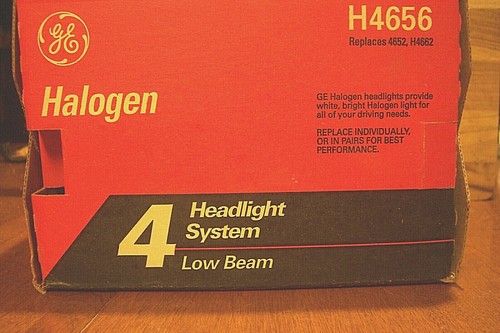 GE
H4656
Replaces 4652, H4662
Halogen
GE Halogen headlights provide
white, bright Halogen light for
all of your driving needs.
REPLACE INDIVIDUALLY,
OR IN PAIRS FOR BEST
PERFORMANCE.
4 Headlight
System
Low Beam